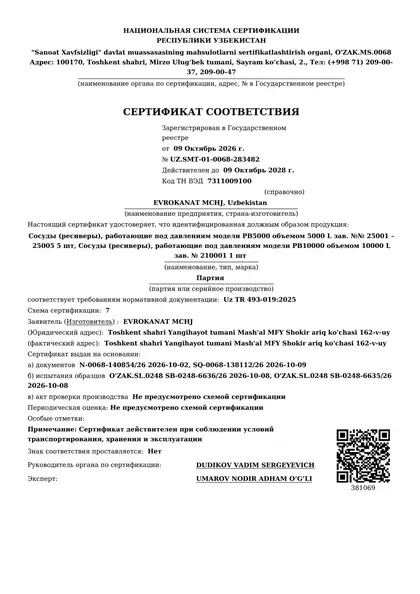 НАЦИОНАЛЬНАЯ СИСТЕМА СЕРТИФИКАЦИИ
РЕСПУБЛИКИ УЗБЕКИСТАН
"Sanoat Xavfsizligi" davlat muassasasining mahsulotlarni sertifikatlashtirish organi, O'ZAK.MS.0068
Адрес: 100170, Toshkent shahri, Mirzo Ulug'bek tumani, Sayram ko'chasi, 2., Тел: (+998 71) 209-00-
37, 209-00-47
(наименование органа по сертификации, адрес, № в Государственном реестре)
СЕРТИФИКАТ СООТВЕТСТВИЯ
Зарегистрирован в Государственном
реестре
от 09 Октябрь 2026 г.
№ UZ.SMT-01-0068-283482
Действителен до 09 Октябрь 2028 г.
Код ТН ВЭД 7311009100
(справочно)
EVROKANAT MCHJ, Uzbekistan
(наименование предприятия, страна-изготовитель)
Настоящий сертификат удостоверяет, что идентифицированная должным образом продукция:
Сосуды (ресиверы), работающие под давлениям модели РВ5000 объемом 5000 L зав. №№ 25001 –
25005 5 шт, Сосуды (ресиверы), работающие под давлениям модели РВ10000 объемом 10000 L
зав. № 210001 1 шт
(наименование, тип, марка)
Партия
(партия или серийное производство)
соответствует требованиям нормативной документации: Uz TR 493-019:2025
Схема сертификации: 7
Заявитель (Изготовитель) : EVROKANAT MCHJ
(Юридический адрес): Toshkent shahri Yangihayot tumani Mash'al MFY Shokir ariq ko'chasi 162-v-uy
(фактический адрес): Toshkent shahri Yangihayot tumani Mash'al MFY Shokir ariq ko'chasi 162-v-uy
Сертификат выдан на основании:
а) документов N-0068-140854/26 2026-10-02, SQ-0068-138112/26 2026-10-09
б) испытания образцов O'ZAK.SL.0248 SB-0248-6636/26 2026-10-08, O'ZAK.SL.0248 SB-0248-6635/26
2026-10-08
в) акт проверки производства Не предусмотрено схемой сертификации
Периодическая оценка: Не предусмотрено схемой сертификации
Особые отметки:
Примечание: Сертификат действителен при соблюдении условий
транспортирования, хранения и эксплуатации
Знак соответствия проставляется: Нет
Руководитель органа по сертификации: DUDIKOV VADIM SERGEYEVICH
Эксперт: UMAROV NODIR ADHAM O'G'LI
381069